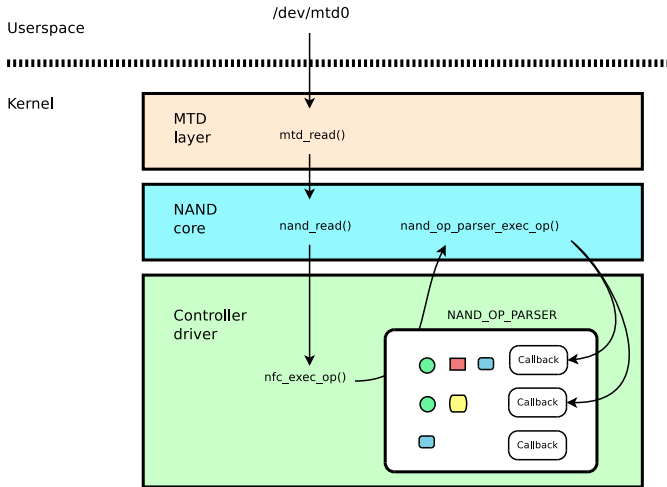 /dev/mtd0
Userspace
Kernel
MTD
layer
mtd_read()
NAND
core
nand_read()
nand_op_parser_exec_op()
Controller
driver
NAND_OP_PARSER
nfc_exec_op()
Callback
Callback
Callback